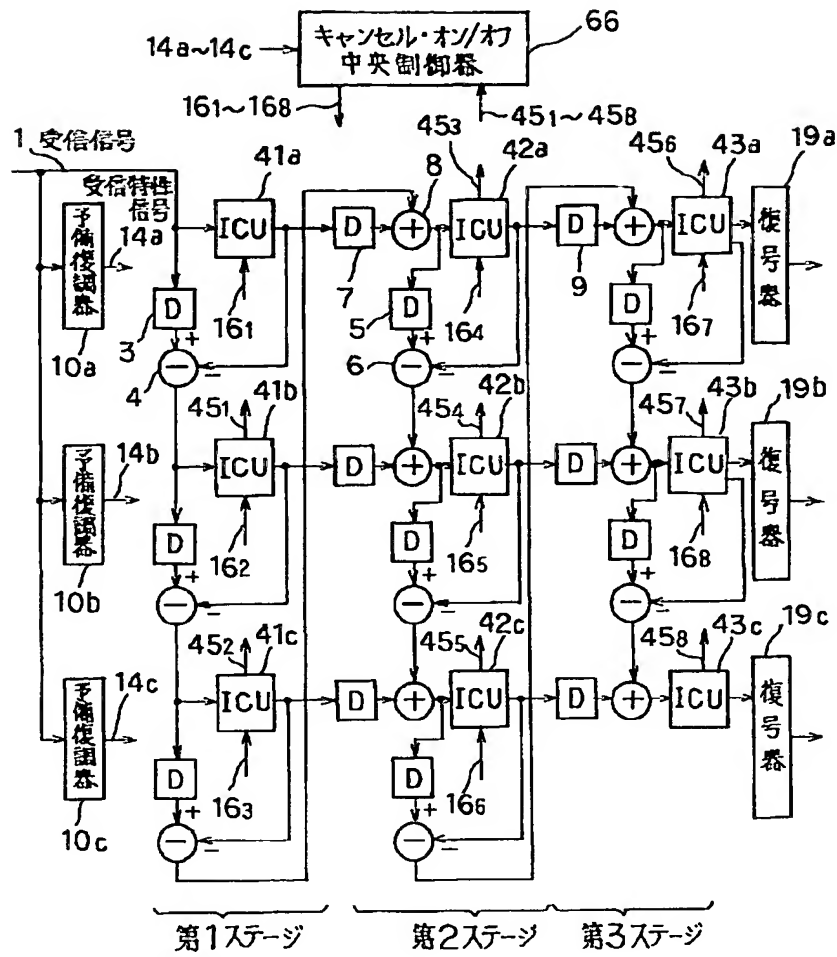 キャンセル・オン/オフ
中央制御器
66
14a~14c
16₁~16₈
45₁~45₈
1 受信信号
受信特性
信号
41a
45₃
42a
45₆
43a
19a
8
予備復調器
14a
ICU
D
+
ICU
D
+
ICU
復号器
7
9
D
3
16₁
D
5
16₄
D
16₇
10a
+
−
4
−
+
−
6
−
+
−
−
45₁
41b
45₄
42b
45₇
43b
19b
予備復調器
14b
ICU
D
+
ICU
D
+
ICU
復号器
D
16₂
D
16₅
D
16₈
10b
+
−
−
+
−
−
+
−
−
45₂
41c
45₅
42c
45₈
43c
19c
予備復調器
14c
ICU
D
+
ICU
D
+
ICU
復号器
D
16₃
D
16₆
10c
+
−
−
+
−
−
第1ステージ
第2ステージ
第3ステージ